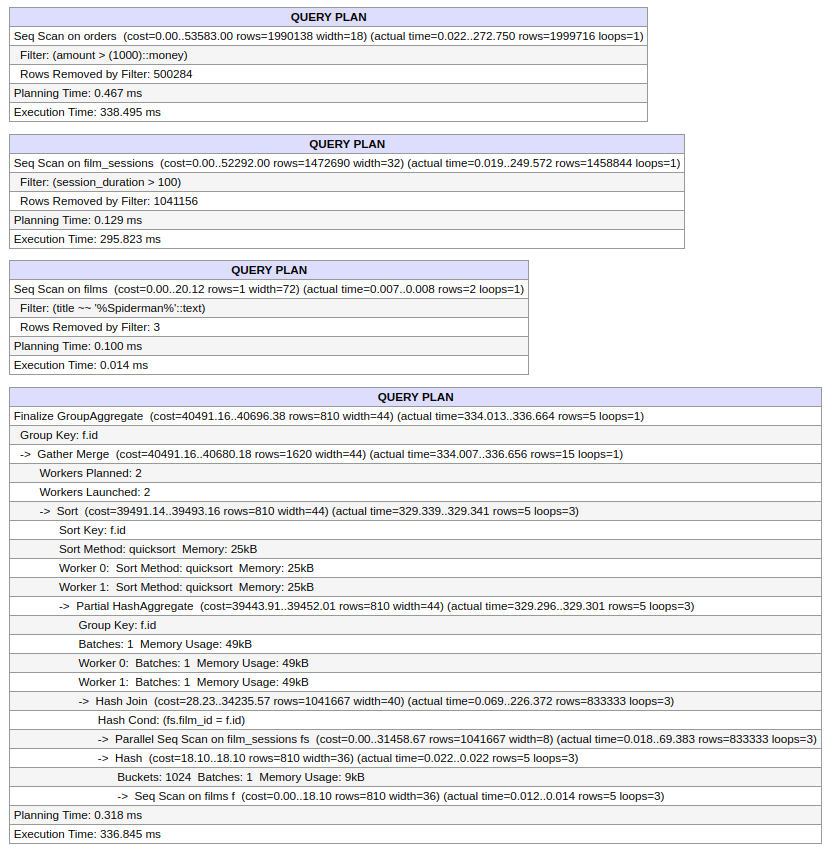 QUERY PLAN
Seq Scan on orders  (cost=0.00..53583.00 rows=1990138 width=18) (actual time=0.022..272.750 rows=1999716 loops=1)
Filter: (amount > (1000)::money)
Rows Removed by Filter: 500284
Planning Time: 0.467 ms
Execution Time: 338.495 ms
QUERY PLAN
Seq Scan on film_sessions  (cost=0.00..52292.00 rows=1472690 width=32) (actual time=0.019..249.572 rows=1458844 loops=1)
Filter: (session_duration > 100)
Rows Removed by Filter: 1041156
Planning Time: 0.129 ms
Execution Time: 295.823 ms
QUERY PLAN
Seq Scan on films  (cost=0.00..20.12 rows=1 width=72) (actual time=0.007..0.008 rows=2 loops=1)
Filter: (title ~~ '%Spiderman%'::text)
Rows Removed by Filter: 3
Planning Time: 0.100 ms
Execution Time: 0.014 ms
QUERY PLAN
Finalize GroupAggregate  (cost=40491.16..40696.38 rows=810 width=44) (actual time=334.013..336.664 rows=5 loops=1)
Group Key: f.id
->  Gather Merge  (cost=40491.16..40680.18 rows=1620 width=44) (actual time=334.007..336.656 rows=15 loops=1)
Workers Planned: 2
Workers Launched: 2
->  Sort  (cost=39491.14..39493.16 rows=810 width=44) (actual time=329.339..329.341 rows=5 loops=3)
Sort Key: f.id
Sort Method: quicksort  Memory: 25kB
Worker 0:  Sort Method: quicksort  Memory: 25kB
Worker 1:  Sort Method: quicksort  Memory: 25kB
->  Partial HashAggregate  (cost=39443.91..39452.01 rows=810 width=44) (actual time=329.296..329.301 rows=5 loops=3)
Group Key: f.id
Batches: 1  Memory Usage: 49kB
Worker 0:  Batches: 1  Memory Usage: 49kB
Worker 1:  Batches: 1  Memory Usage: 49kB
->  Hash Join  (cost=28.23..34235.57 rows=1041667 width=40) (actual time=0.069..226.372 rows=833333 loops=3)
Hash Cond: (fs.film_id = f.id)
->  Parallel Seq Scan on film_sessions fs  (cost=0.00..31458.67 rows=1041667 width=8) (actual time=0.018..69.383 rows=833333 loops=3)
->  Hash  (cost=18.10..18.10 rows=810 width=36) (actual time=0.022..0.022 rows=5 loops=3)
Buckets: 1024  Batches: 1  Memory Usage: 9kB
->  Seq Scan on films f  (cost=0.00..18.10 rows=810 width=36) (actual time=0.012..0.014 rows=5 loops=3)
Planning Time: 0.318 ms
Execution Time: 336.845 ms